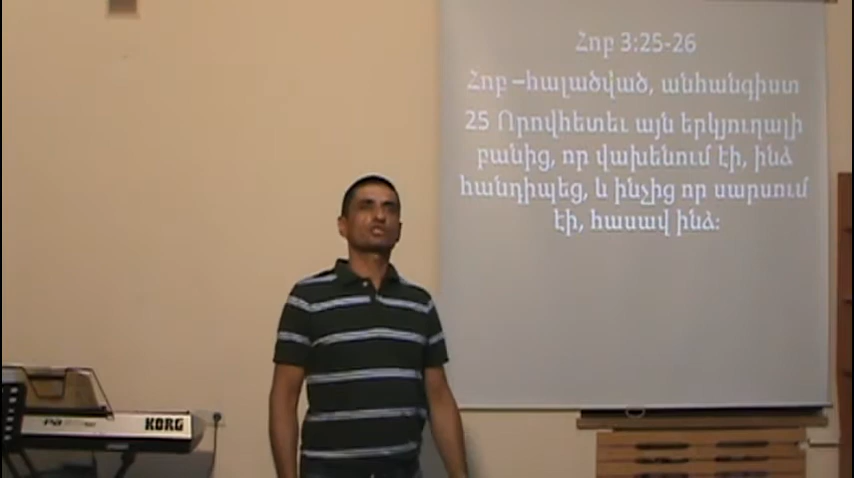 Հոբ 3:25-26
Հոբ –հալածված, անհանգիստ
25 Որովհետեւ այն երկյուղալի
բանից, որ վախենում էի, ինձ
հանդիպեց, և ինչից որ սարսում
էի, հասավ ինձ:
KORG